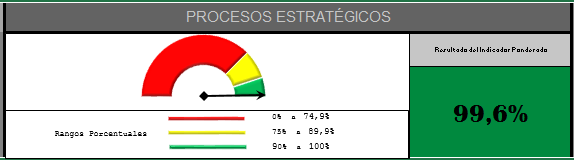 PROCESOS ESTRATÉGICOS
Resultado del Indicador Ponderado
99,6%
Rangos Porcentuales
0% a 74,9%
75% a 89,9%
90% a 100%